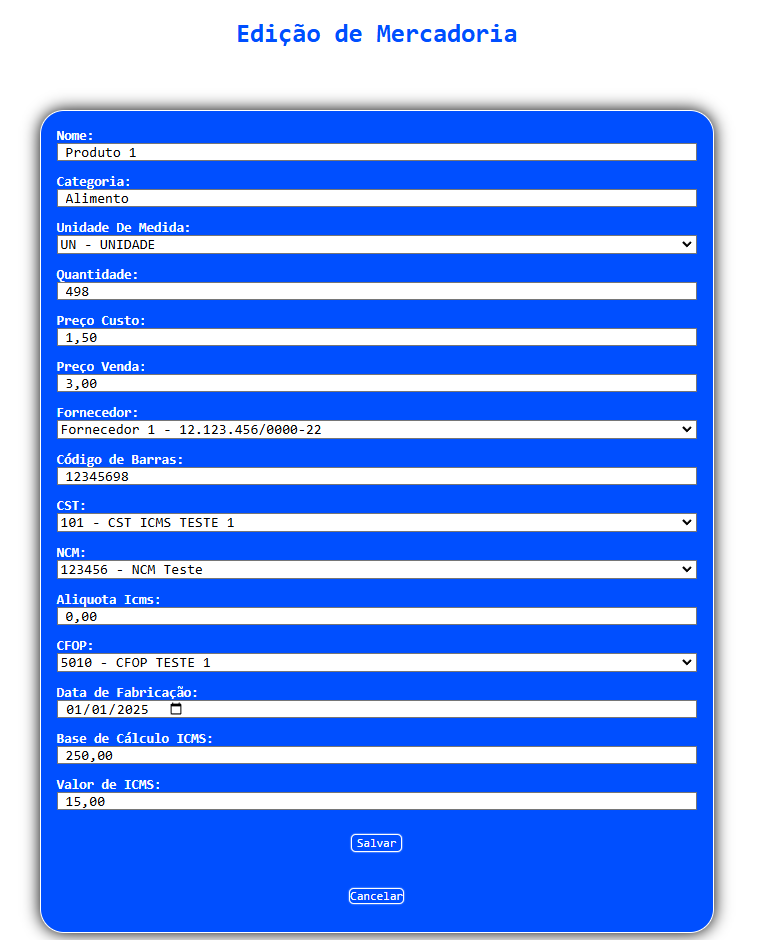 Edição de Mercadoria
Nome:
Produto 1
Categoria:
Alimento
Unidade De Medida:
UN - UNIDADE
Quantidade:
498
Preço Custo:
1,50
Preço Venda:
3,00
Fornecedor:
Fornecedor 1 - 12.123.456/0000-22
Código de Barras:
12345698
CST:
101 - CST ICMS TESTE 1
NCM:
123456 - NCM Teste
Aliquota Icms:
0,00
CFOP:
5010 - CFOP TESTE 1
Data de Fabricação:
01/01/2025
Base de Cálculo ICMS:
250,00
Valor de ICMS:
15,00
Salvar
Cancelar